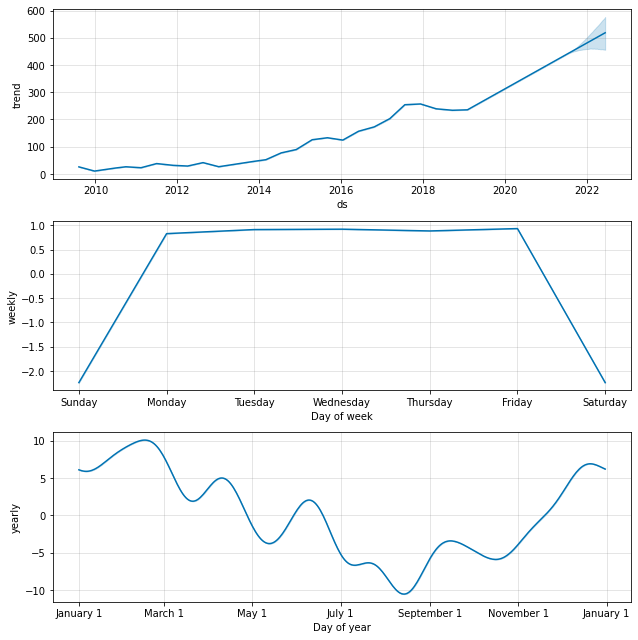 600
500
400
300
200
100
0
trend
2010 2012 2014 2016 2018 2020 2022
ds
1.0
0.5
0.0
−0.5
−1.0
−1.5
−2.0
weekly
Sunday Monday Tuesday Wednesday Thursday Friday Saturday
Day of week
10
5
0
−5
−10
yearly
January 1 March 1 May 1 July 1 September 1 November 1 January 1
Day of year